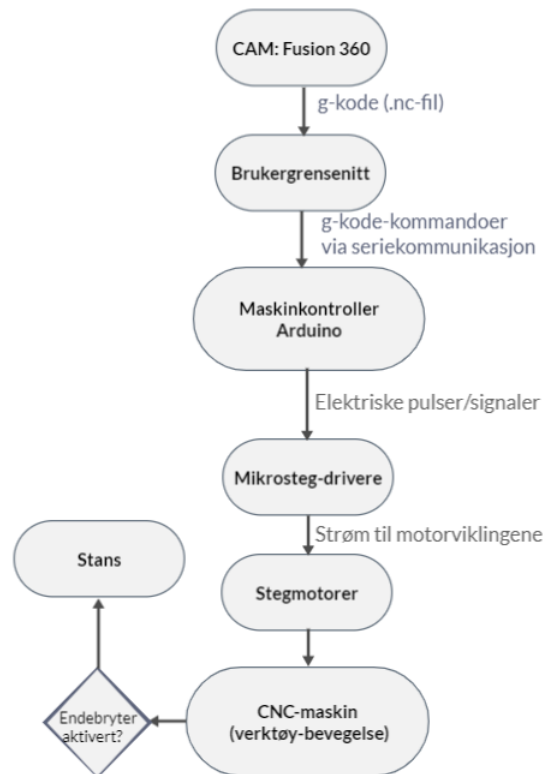 CAM: Fusion 360
g-kode (.nc-fil)
Brukergrensenitt
g-kode-kommandoer
via seriekommunikasjon
Maskinkontroller
Arduino
Elektriske pulser/signaler
Mikrosteg-drivere
Strøm til motorviklingene
Stegmotorer
CNC-maskin
(verktøy-bevegelse)
Endebryter
aktivert?
Stans